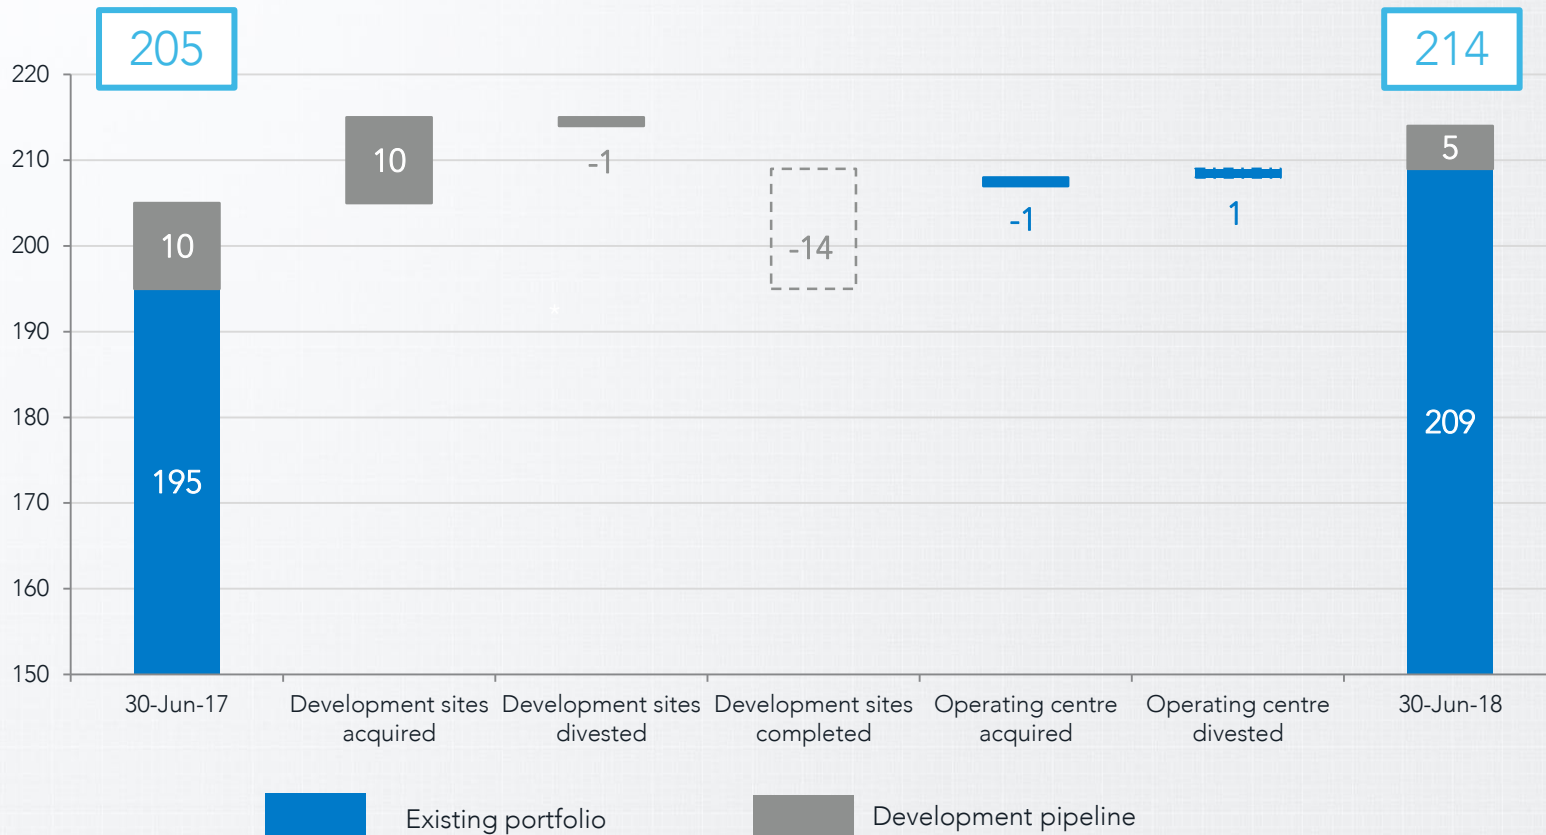 205
214
220
210
200
190
180
170
160
150
10
195
10
-1
-14
*
-1
1
5
209
30-Jun-17
Development sites
acquired
Development sites
divested
Development sites
completed
Operating centre
acquired
Operating centre
divested
30-Jun-18
Existing portfolio
Development pipeline